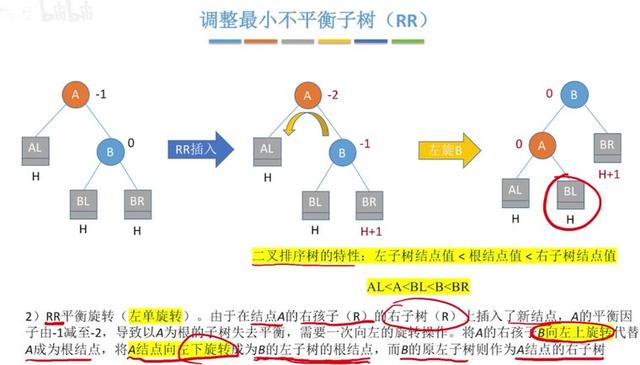 调整最小不平衡子树（RR）
A
-1
AL
H
B
0
BL
H
BR
H
RR插入
A
-2
AL
H
B
-1
BL
H
BR
H+1
左旋B
B
0
A
0
BR
H+1
AL
H
BL
H
二叉排序树的特性：左子树结点值 < 根结点值 < 右子树结点值
AL<A<BL<B<BR
2）RR平衡旋转（左单旋转）。由于在结点A的右孩子（R）的右子树（R）上插入了新结点，A的平衡因
子由-1减至-2，导致以A为根的子树失去平衡，需要一次向左的旋转操作。将A的右孩子B向左上旋转代替
A成为根结点，将A结点向左下旋转成为B的左子树的根结点，而B的原左子树则作为A结点的右子树